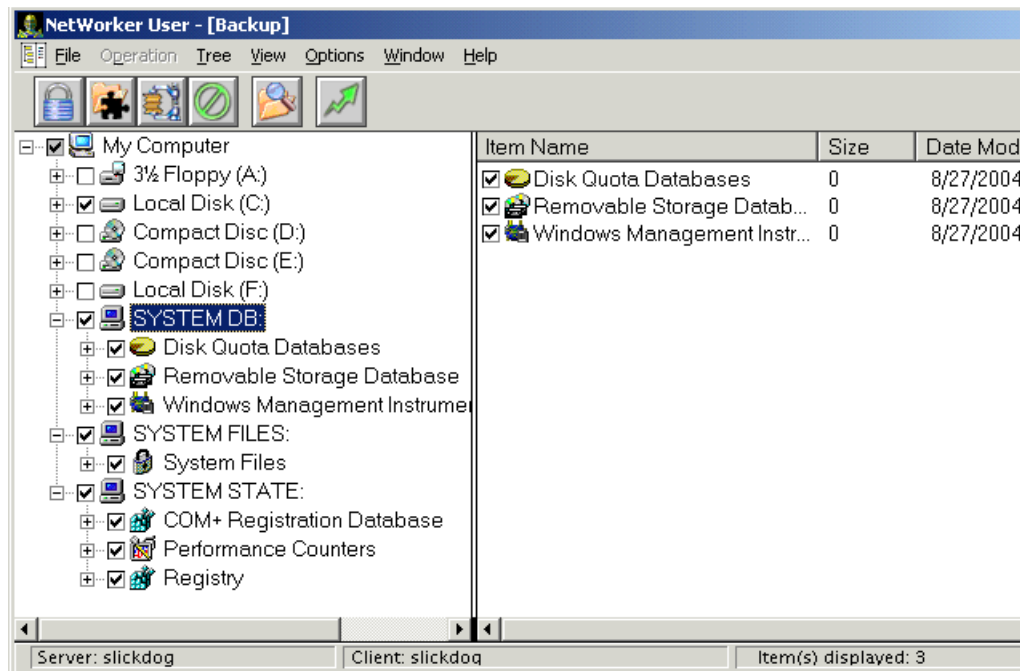 NetWorker User - [Backup]
File Operation Tree View Options Window Help
My Computer
3½ Floppy (A:)
Local Disk (C:)
Compact Disc (D:)
Compact Disc (E:)
Local Disk (F:)
SYSTEM DB:
Disk Quota Databases
Removable Storage Database
Windows Management Instrumen
SYSTEM FILES:
System Files
SYSTEM STATE:
COM+ Registration Database
Performance Counters
Registry
Item Name Size Date Mod
Disk Quota Databases 0 8/27/2004
Removable Storage Datab... 0 8/27/2004
Windows Management Instr... 0 8/27/2004
Server: slickdog Client: slickdog Item(s) displayed: 3